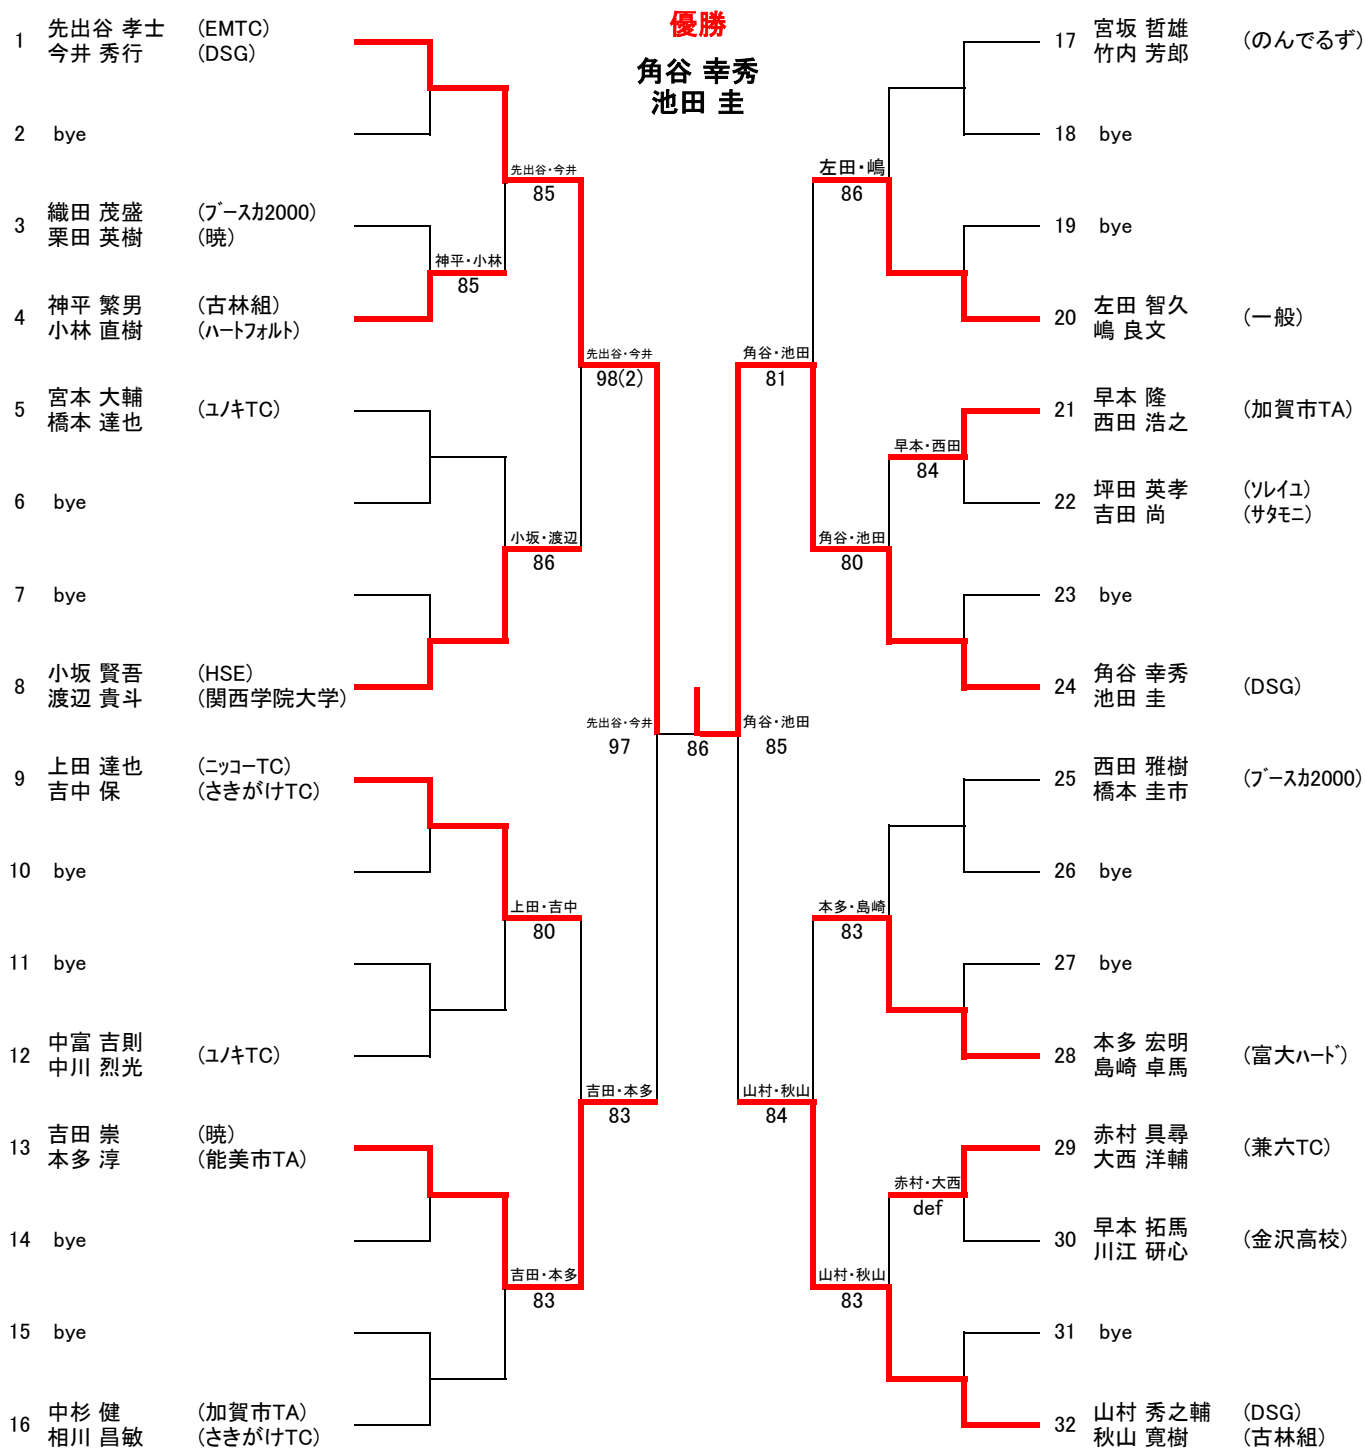 優勝
角谷 幸秀
池田 圭
1 先出谷 孝士 (EMTC)
今井 秀行 (DSG)
2 bye
3 織田 茂盛 (ﾌﾞｰｽｶ2000)
栗田 英樹 (暁)
4 神平 繁男 (古林組)
小林 直樹 (ﾊｰﾄﾌｫﾙﾄ)
5 宮本 大輔 (ﾕﾉｷTC)
橋本 達也
6 bye
7 bye
8 小坂 賢吾 (HSE)
渡辺 貴斗 (関西学院大学)
9 上田 達也 (ﾆｯｺｰTC)
吉中 保 (さきがけTC)
10 bye
11 bye
12 中富 吉則 (ﾕﾉｷTC)
中川 烈光
13 吉田 崇 (暁)
本多 淳 (能美市TA)
14 bye
15 bye
16 中杉 健 (加賀市TA)
相川 昌敏 (さきがけTC)
先出谷・今井
85
神平・小林
85
先出谷・今井
98(2)
小坂・渡辺
86
先出谷・今井
97
上田・吉中
80
吉田・本多
83
吉田・本多
83
86
左田・嶋
86
角谷・池田
81
早本・西田
84
角谷・池田
80
角谷・池田
85
本多・島崎
83
山村・秋山
84
赤村・大西
def
山村・秋山
83
17 宮坂 哲雄 (のんでるず)
竹内 芳郎
18 bye
19 bye
20 左田 智久 (一般)
嶋 良文
21 早本 隆 (加賀市TA)
西田 浩之
22 坪田 英孝 (ｿﾚｲﾕ)
吉田 尚 (ｻﾀﾓﾆ)
23 bye
24 角谷 幸秀 (DSG)
池田 圭
25 西田 雅樹 (ﾌﾞｰｽｶ2000)
橋本 圭市
26 bye
27 bye
28 本多 宏明 (富大ﾊｰﾄﾞ)
島崎 卓馬
29 赤村 具尋 (兼六TC)
大西 洋輔
30 早本 拓馬 (金沢高校)
川江 研心
31 bye
32 山村 秀之輔 (DSG)
秋山 寛樹 (古林組)